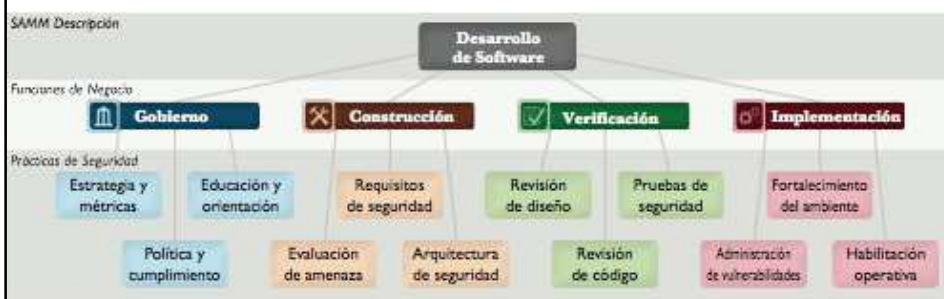 SAMM Descripción
Desarrollo
de Software
Funciones de Negocio
Gobierno
Construcción
Verificación
Implementación
Prácticas de Seguridad
Estrategia y
métricas
Educación y
orientación
Requisitos
de seguridad
Revisión
de diseño
Pruebas de
seguridad
Fortalecimiento
del ambiente
Política y
cumplimiento
Evaluación
de amenaza
Arquitectura
de seguridad
Revisión
de código
Administración
de vulnerabilidades
Habilitación
operativa